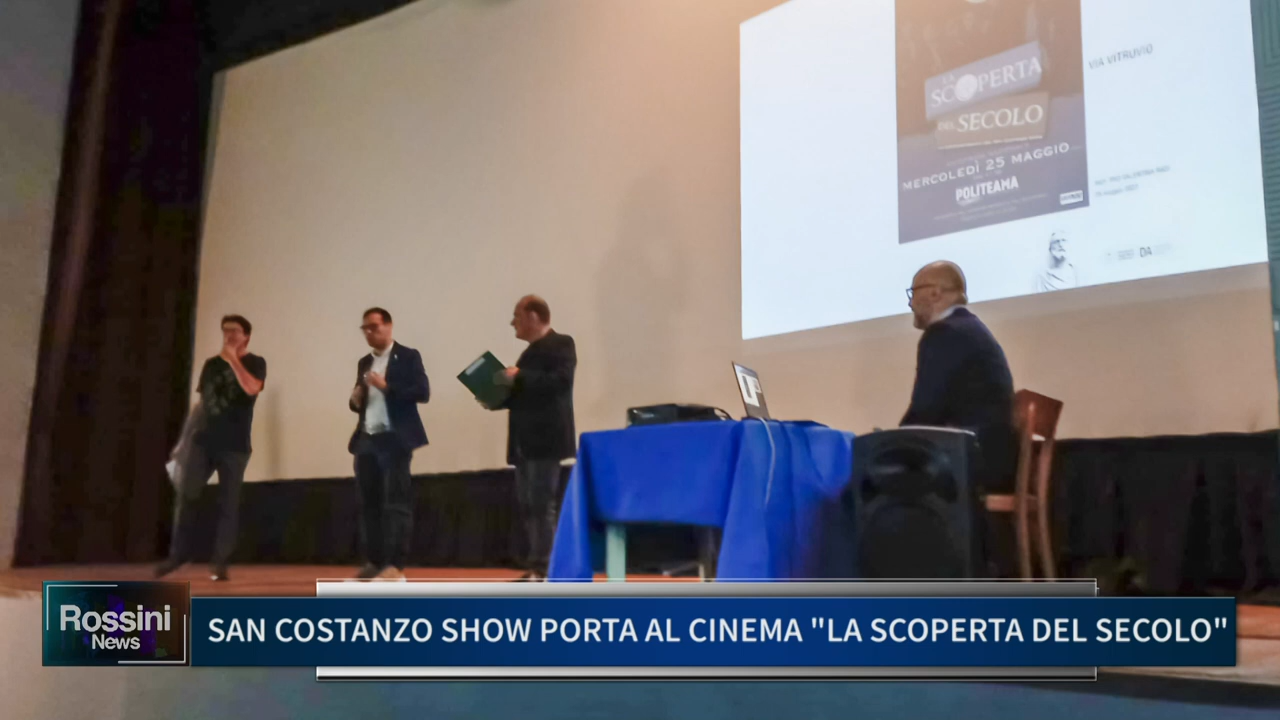 VIA VITRUVIO
LA
SCOPERTA
DEL SECOLO
MERCOLEDÌ 25 MAGGIO
POLITEAMA
DA
Rossini
News
SAN COSTANZO SHOW PORTA AL CINEMA "LA SCOPERTA DEL SECOLO"